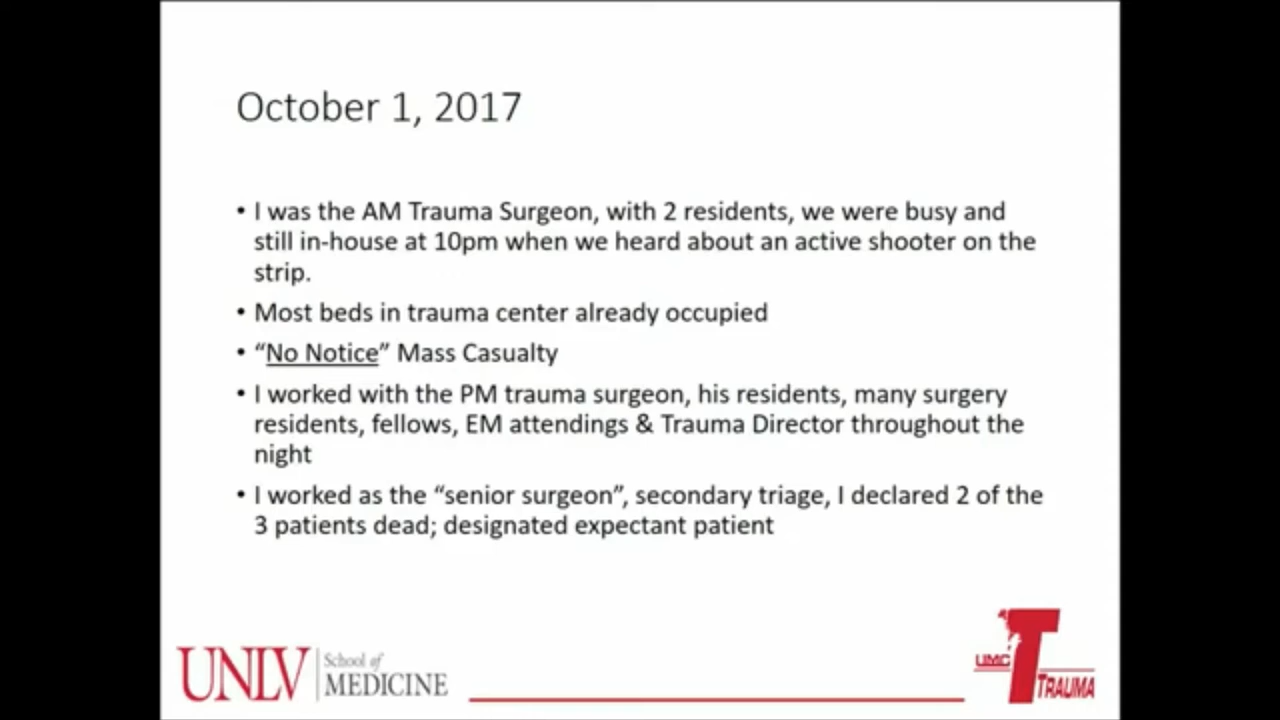 October 1, 2017
• I was the AM Trauma Surgeon, with 2 residents, we were busy and
still in-house at 10pm when we heard about an active shooter on the
strip.
• Most beds in trauma center already occupied
• “No Notice” Mass Casualty
• I worked with the PM trauma surgeon, his residents, many surgery
residents, fellows, EM attendings & Trauma Director throughout the
night
• I worked as the “senior surgeon”, secondary triage, I declared 2 of the
3 patients dead; designated expectant patient
UNLV
School of
MEDICINE
UMC
T
TRAUMA